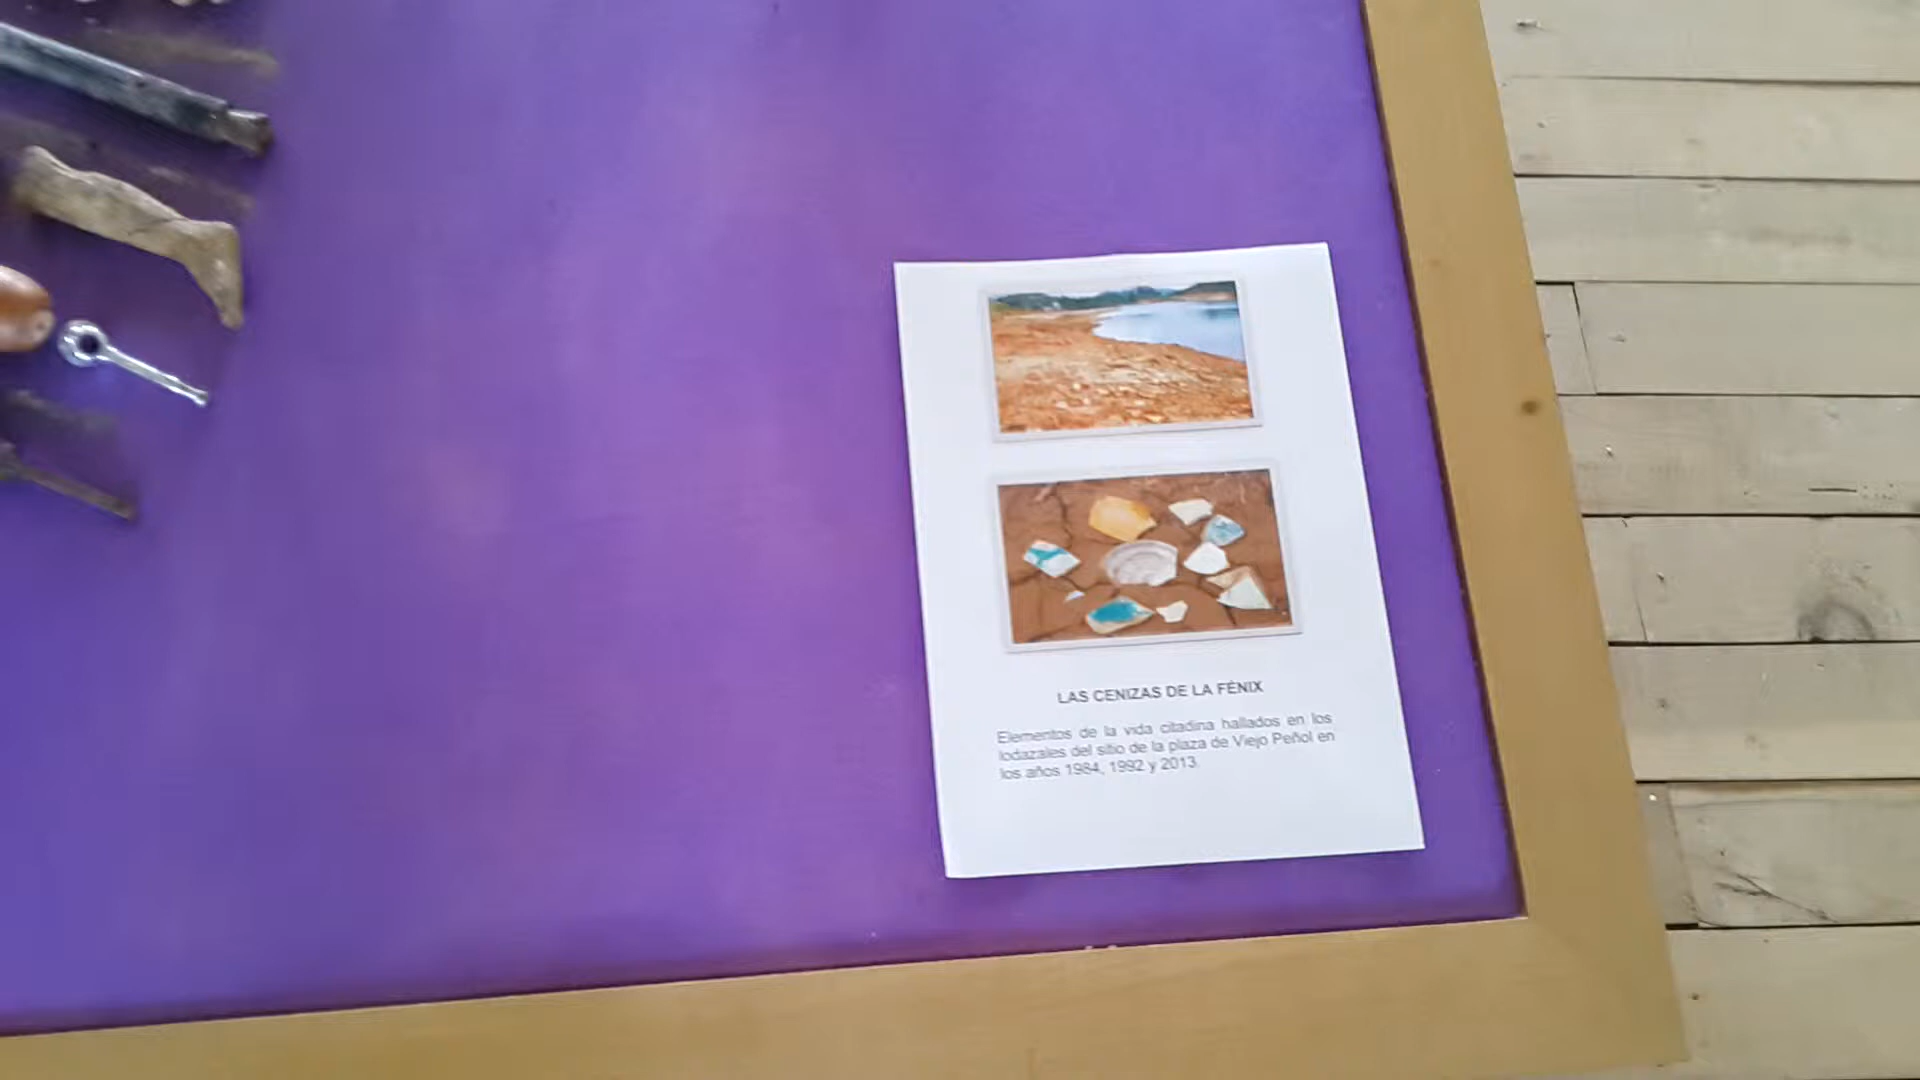 LAS CENIZAS DE LA FÉNIX
Elementos de la vida citadina hallados en los
lodazales del sitio de la plaza de Viejo Peñol en
los años 1984, 1992 y 2013.